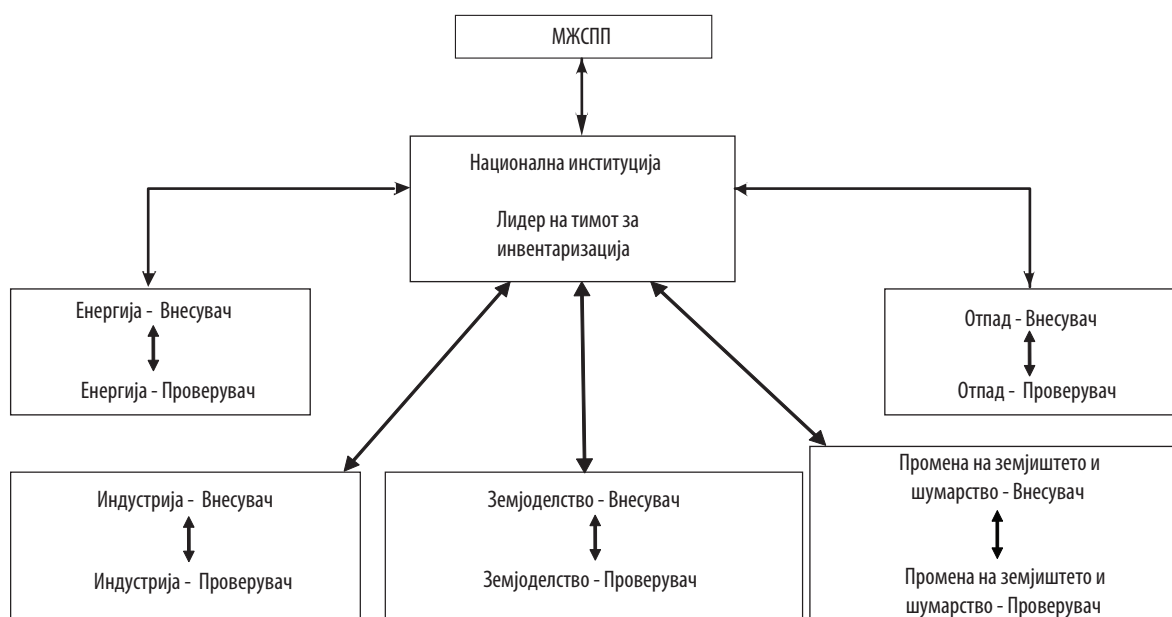 МЖСПП
Национална институција
Лидер на тимот за
инвентаризација
Енергија - Внесувач
Енергија - Проверувач
Отпад - Внесувач
Отпад - Проверувач
Индустрија - Внесувач
Индустрија - Проверувач
Земјоделство - Внесувач
Земјоделство - Проверувач
Промена на земјиштето и
шумарство - Внесувач
Промена на земјиштето и
шумарство - Проверувач